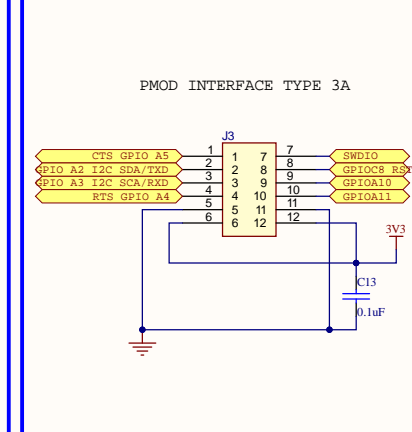 PMOD INTERFACE TYPE 3A
J3
CTS GPIO A5 1 1 7 7 SWDIO
GPIO A2 I2C SDA/TXD 2 2 8 8 GPIOC8 RST
GPIO A3 I2C SCA/RXD 3 3 9 9 GPIOA10
RTS GPIO A4 4 4 10 10 GPIOA11
5 5 11 11
6 6 12 12
3V3
C13
0.1uF